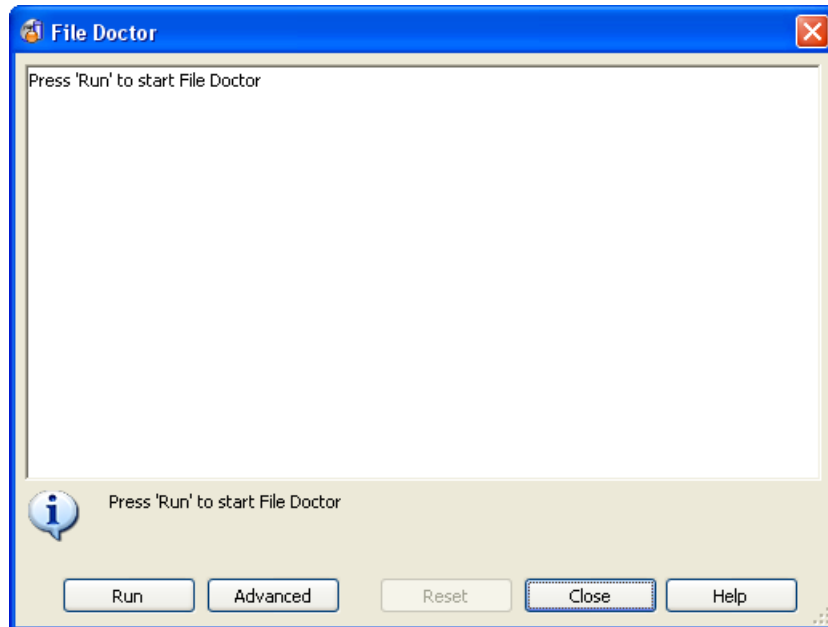 File Doctor
Press 'Run' to start File Doctor
Press 'Run' to start File Doctor
Run Advanced Reset Close Help